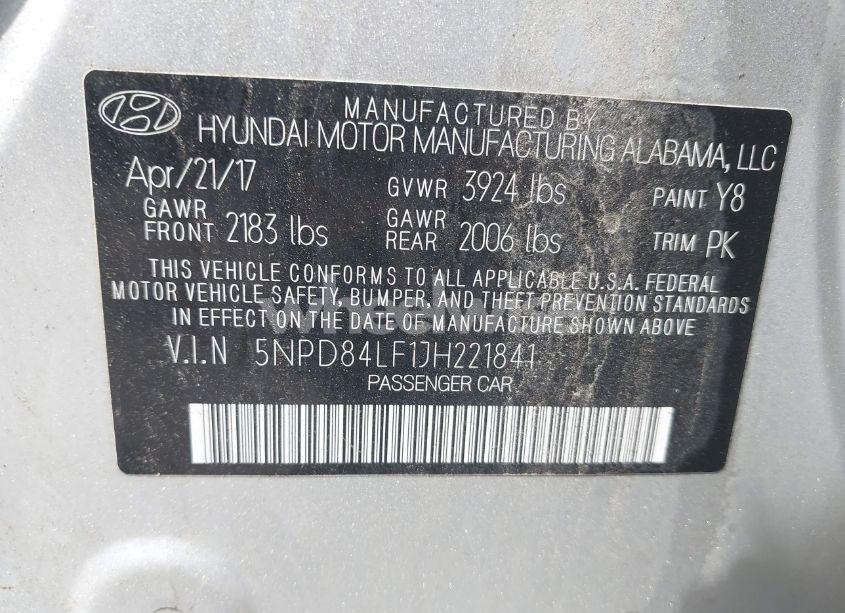 MANUFACTURED BY
HYUNDAI MOTOR MANUFACTURING ALABAMA, LLC
Apr/21/17 GVWR 3924 lbs PAINT Y8
GAWR FRONT 2183 lbs GAWR REAR 2006 lbs TRIM PK
THIS VEHICLE CONFORMS TO ALL APPLICABLE U.S.A. FEDERAL
MOTOR VEHICLE SAFETY, BUMPER, AND THEFT PREVENTION STANDARDS
IN EFFECT ON THE DATE OF MANUFACTURE SHOWN ABOVE
V.I.N 5NPD84LF1JH221841
PASSENGER CAR